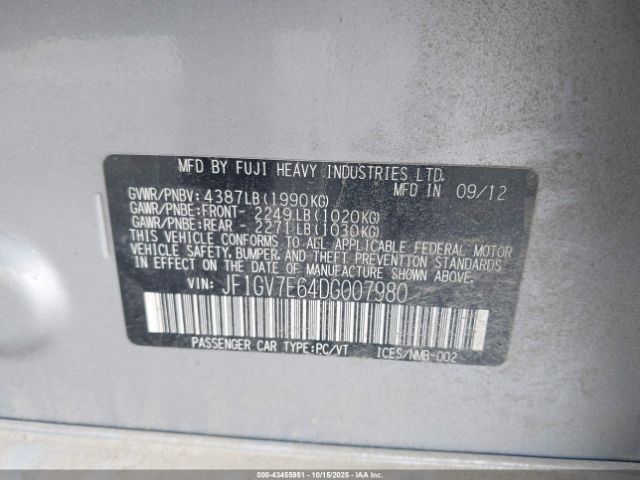 MFD BY FUJI HEAVY INDUSTRIES LTD.
MFD IN 09/12
GVWR/PNBV: 4387LB(1990KG)
GAWR/PNBE:FRONT- 2249LB(1020KG)
GAWR/PNBE:REAR - 2271LB(1030KG)
THIS VEHICLE CONFORMS TO ALL APPLICABLE FEDERAL MOTOR
VEHICLE SAFETY, BUMPER, AND THEFT PREVENTION STANDARDS
IN EFFECT ON THE DATE OF MANUFACTURE SHOWN ABOVE.
VIN: JF1GV7E64DG007980
PASSENGER CAR TYPE:PC/VT ICES/NMB-002
000-43455951 - 10/15/2025 - COPYRIGHT © IAA, LLC.